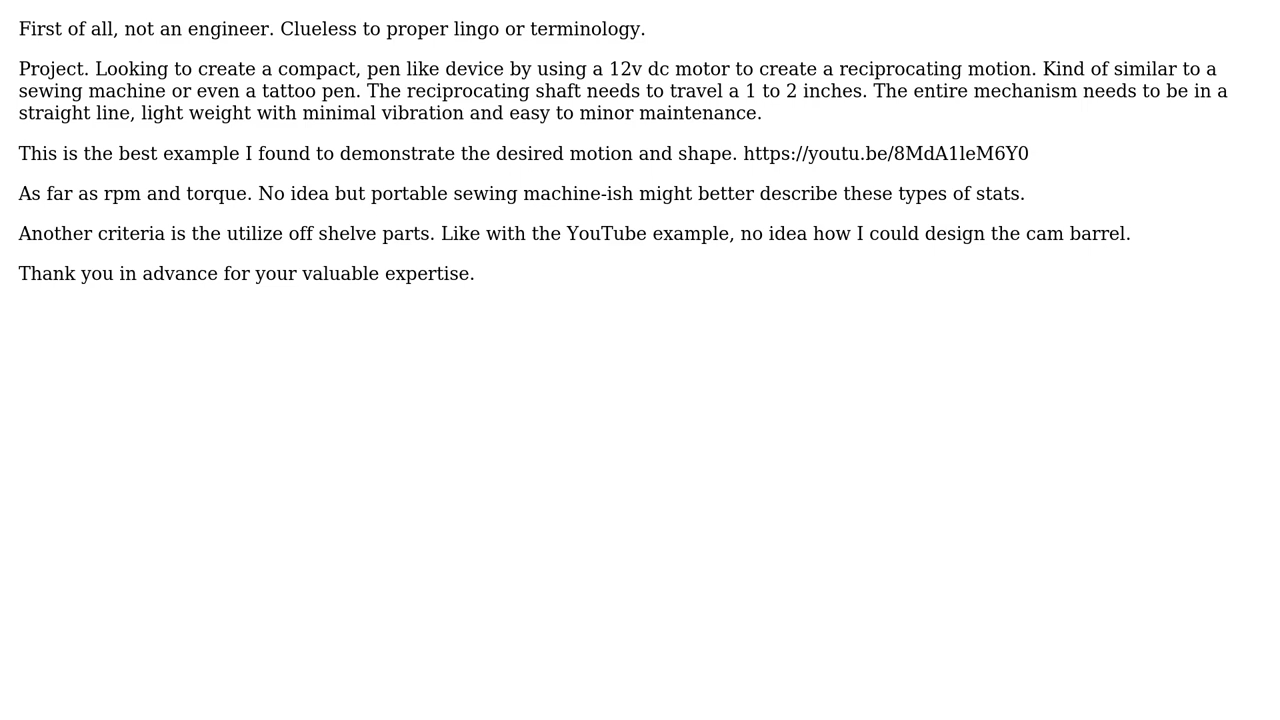 First of all, not an engineer. Clueless to proper lingo or terminology.
Project. Looking to create a compact, pen like device by using a 12v dc motor to create a reciprocating motion. Kind of similar to a
sewing machine or even a tattoo pen. The reciprocating shaft needs to travel a 1 to 2 inches. The entire mechanism needs to be in a
straight line, light weight with minimal vibration and easy to minor maintenance.
This is the best example I found to demonstrate the desired motion and shape. https://youtu.be/8MdA1leM6Y0
As far as rpm and torque. No idea but portable sewing machine-ish might better describe these types of stats.
Another criteria is the utilize off shelve parts. Like with the YouTube example, no idea how I could design the cam barrel.
Thank you in advance for your valuable expertise.